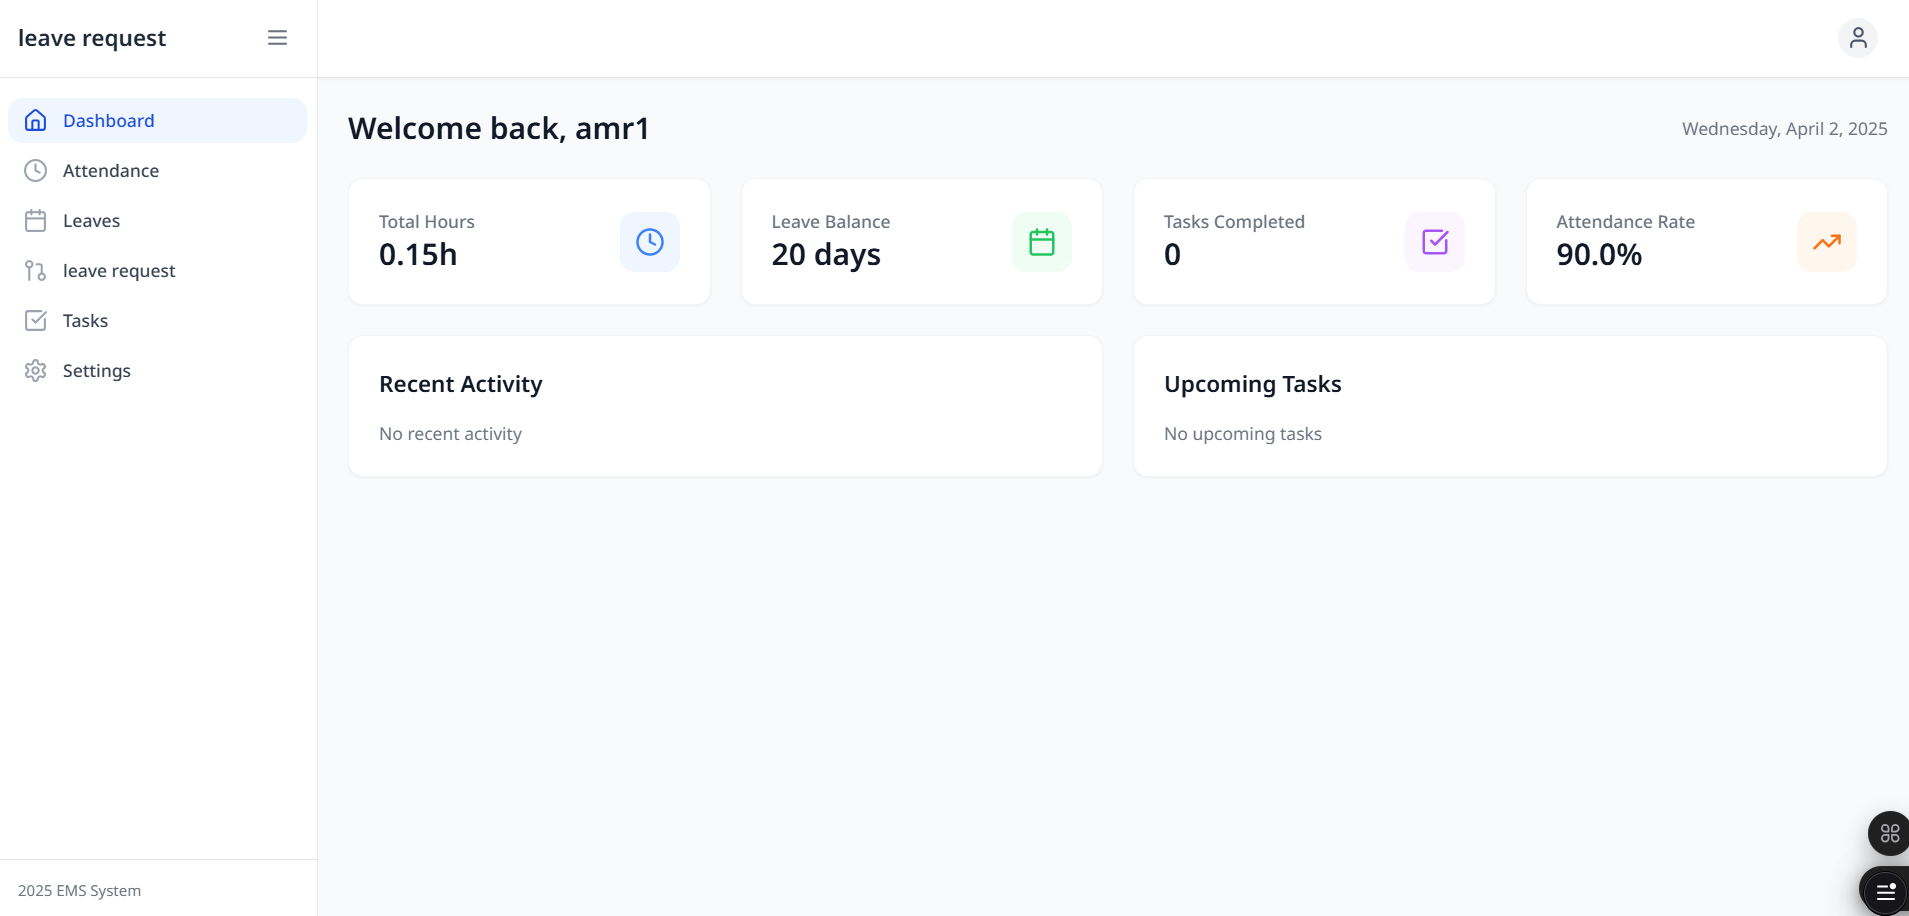 leave request
Dashboard
Attendance
Leaves
leave request
Tasks
Settings
2025 EMS System
Welcome back, amr1
Wednesday, April 2, 2025
Total Hours
0.15h
Leave Balance
20 days
Tasks Completed
0
Attendance Rate
90.0%
Recent Activity
No recent activity
Upcoming Tasks
No upcoming tasks